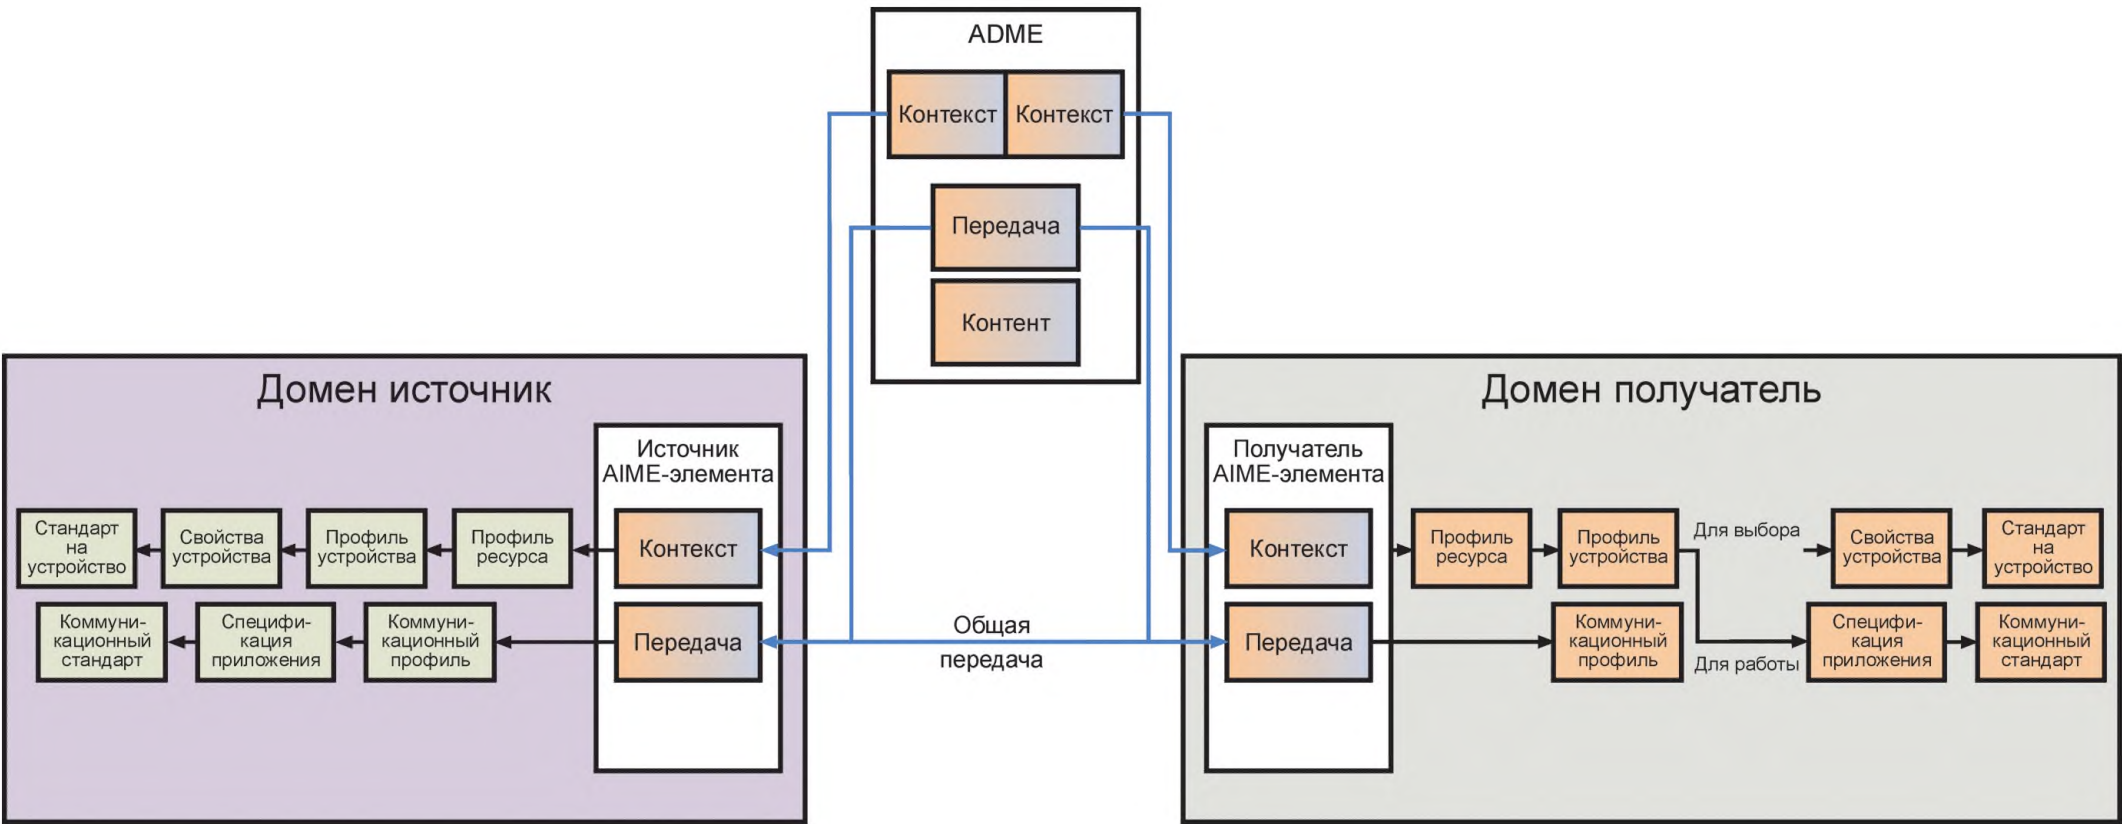 ADME
Контекст
Контекст
Передача
Контент
Домен источник
Источник
AIME-элемента
Стандарт
на
устройство
Свойства
устройства
Профиль
устройства
Профиль
ресурса
Контекст
Коммуни-
кационный
стандарт
Специфи-
кация
приложения
Коммуни-
кационный
профиль
Передача
Общая
передача
Домен получатель
Получатель
AIME-элемента
Контекст
Профиль
ресурса
Профиль
устройства
Для выбора
Свойства
устройства
Стандарт
на
устройство
Передача
Коммуни-
кационный
профиль
Для работы
Специфи-
кация
приложения
Коммуни-
кационный
стандарт